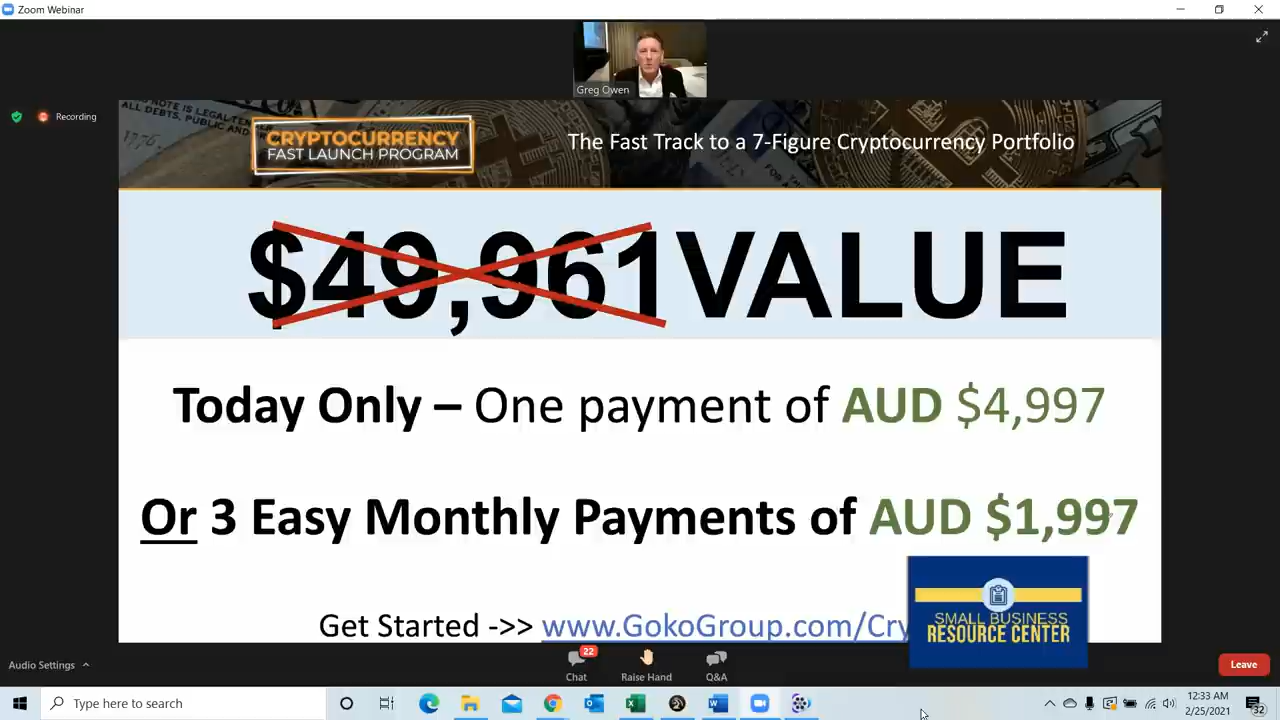 Zoom Webinar
Greg Owen
Recording
CRYPTOCURRENCY
FAST LAUNCH PROGRAM
The Fast Track to a 7-Figure Cryptocurrency Portfolio
$49,961 VALUE
Today Only – One payment of AUD $4,997
Or 3 Easy Monthly Payments of AUD $1,997
Get Started ->> www.GokoGroup.com/Cry
SMALL BUSINESS
RESOURCE CENTER
Audio Settings
22
Chat
Raise Hand
Q&A
Leave
Type here to search
12:33 AM
2/25/2021
32